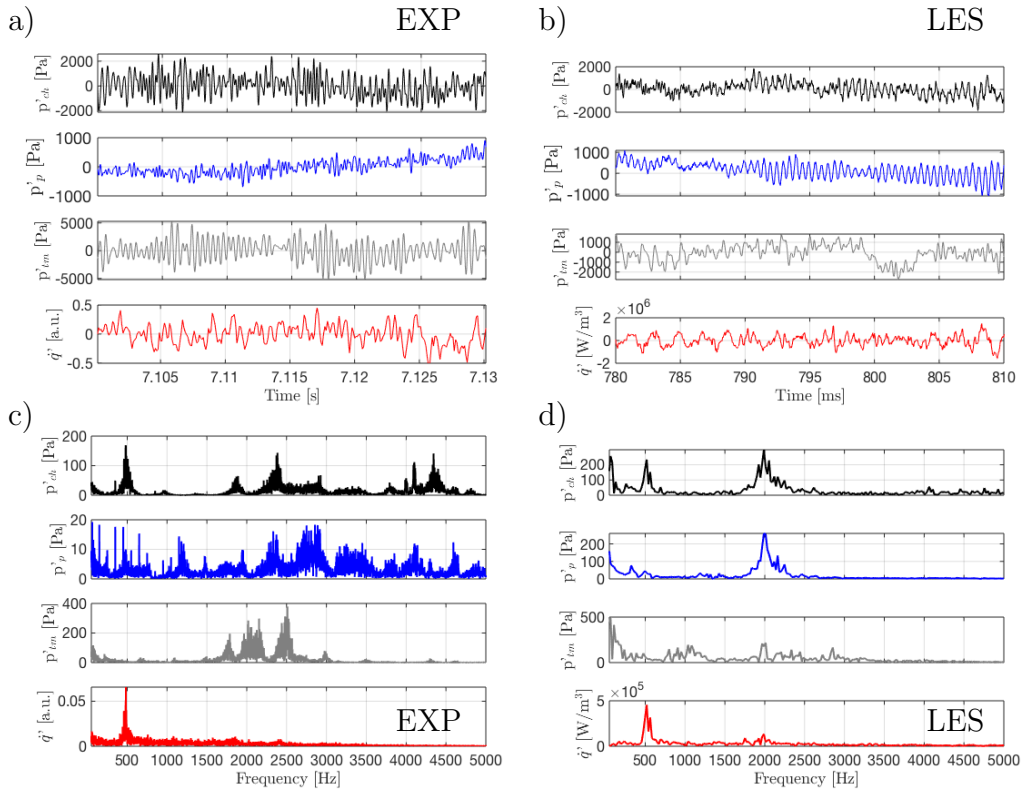 a) EXP
2000
0
-2000
p'ch [Pa]
1000
0
-1000
p'p [Pa]
5000
0
-5000
p'tm [Pa]
0.5
0
-0.5
q̇' [a.u.]
7.105 7.11 7.115 7.12 7.125 7.13
Time [s]
b) LES
2000
0
-2000
p'ch [Pa]
1000
0
-1000
p'p [Pa]
1000
0
-1000
-2000
p'tm [Pa]
× 10^6
2
0
-2
q̇' [W/m³]
780 785 790 795 800 805 810
Time [ms]
c)
200
100
0
p'ch [Pa]
20
10
0
p'p [Pa]
400
200
0
p'tm [Pa]
0.05
0
q̇' [a.u.]
EXP
500 1000 1500 2000 2500 3000 3500 4000 4500 5000
Frequency [Hz]
d)
200
100
0
p'ch [Pa]
200
100
0
p'p [Pa]
500
0
p'tm [Pa]
× 10^5
5
0
q̇' [W/m³]
LES
500 1000 1500 2000 2500 3000 3500 4000 4500 5000
Frequency [Hz]